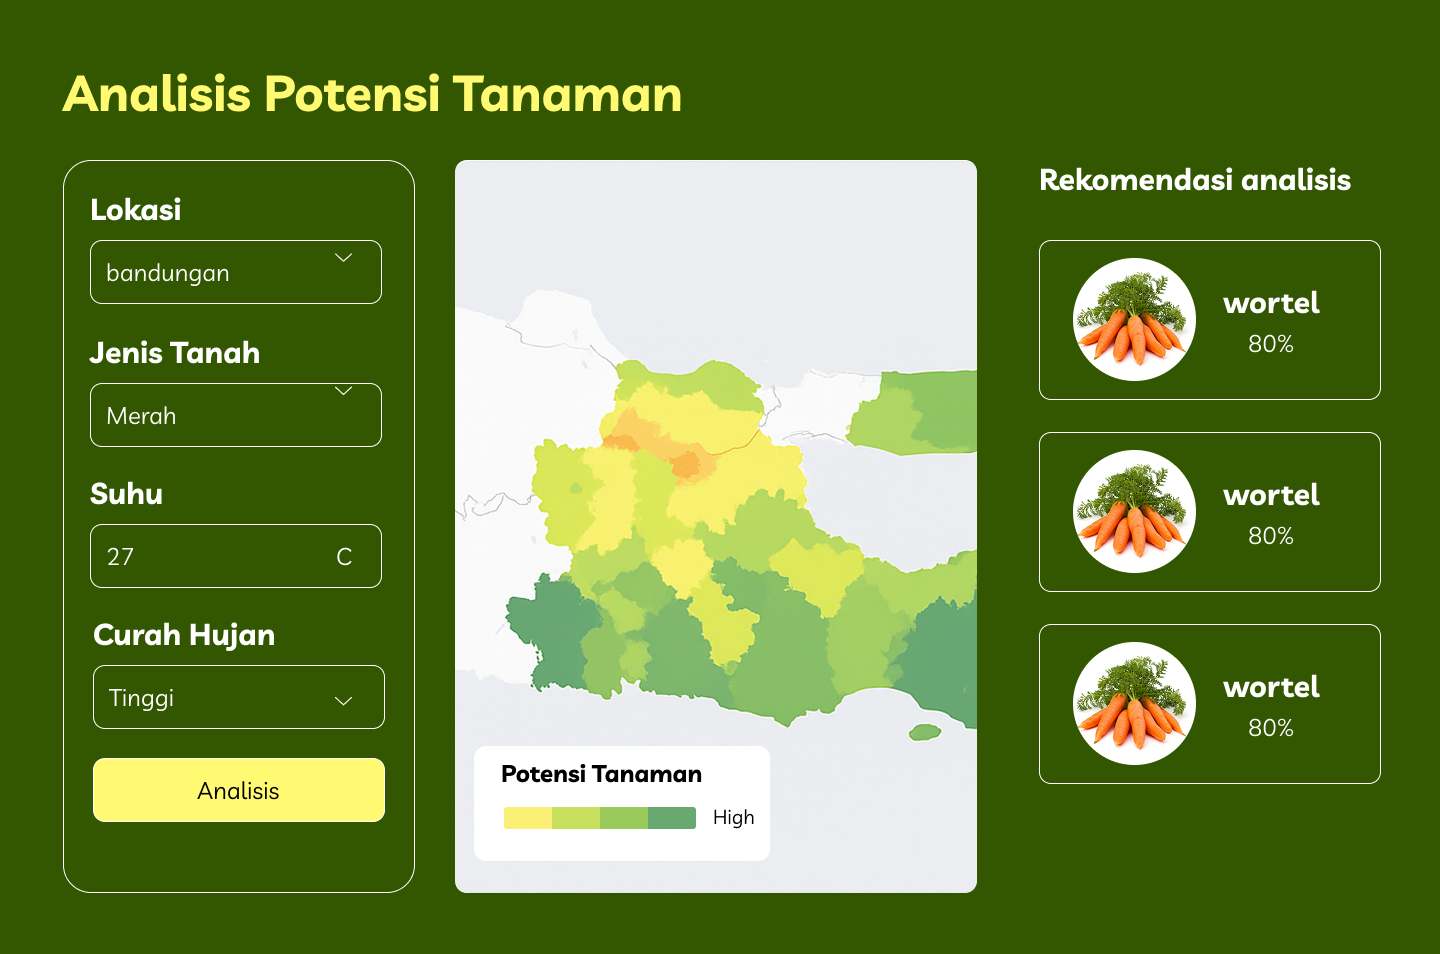 Analisis Potensi Tanaman
Lokasi
bandungan
Jenis Tanah
Merah
Suhu
27 C
Curah Hujan
Tinggi
Analisis
Potensi Tanaman
High
Rekomendasi analisis
wortel
80%
wortel
80%
wortel
80%